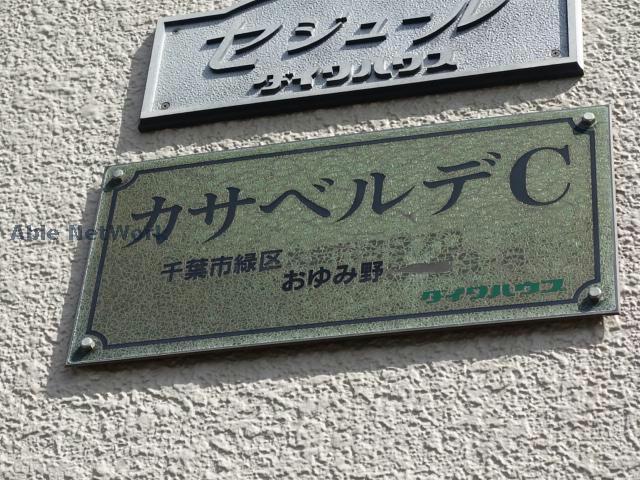 セジュール
ダイワハウス
カサベルデC
千葉市緑区
おゆみ野
ダイワハウス
Able Network